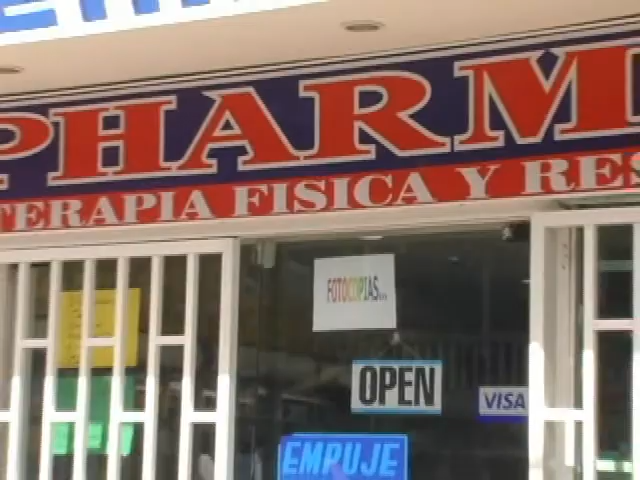 PHARM
TERAPIA FISICA Y RES
FOTOCOPIAS...
OPEN
VISA
EMPUJE